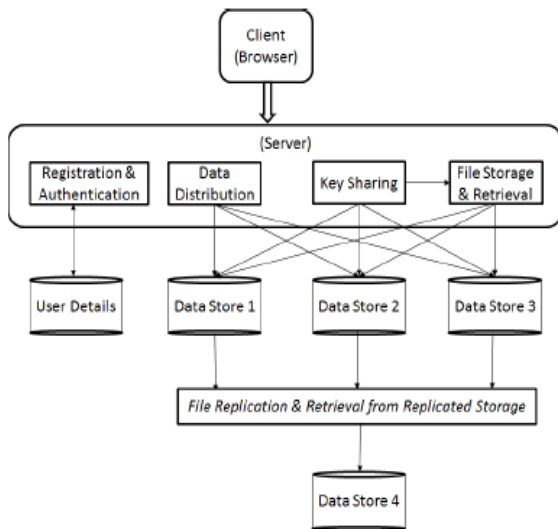 Client
(Browser)
(Server)
Registration &
Authentication
Data
Distribution
Key Sharing
File Storage
& Retrieval
User Details
Data Store 1
Data Store 2
Data Store 3
File Replication & Retrieval from Replicated Storage
Data Store 4